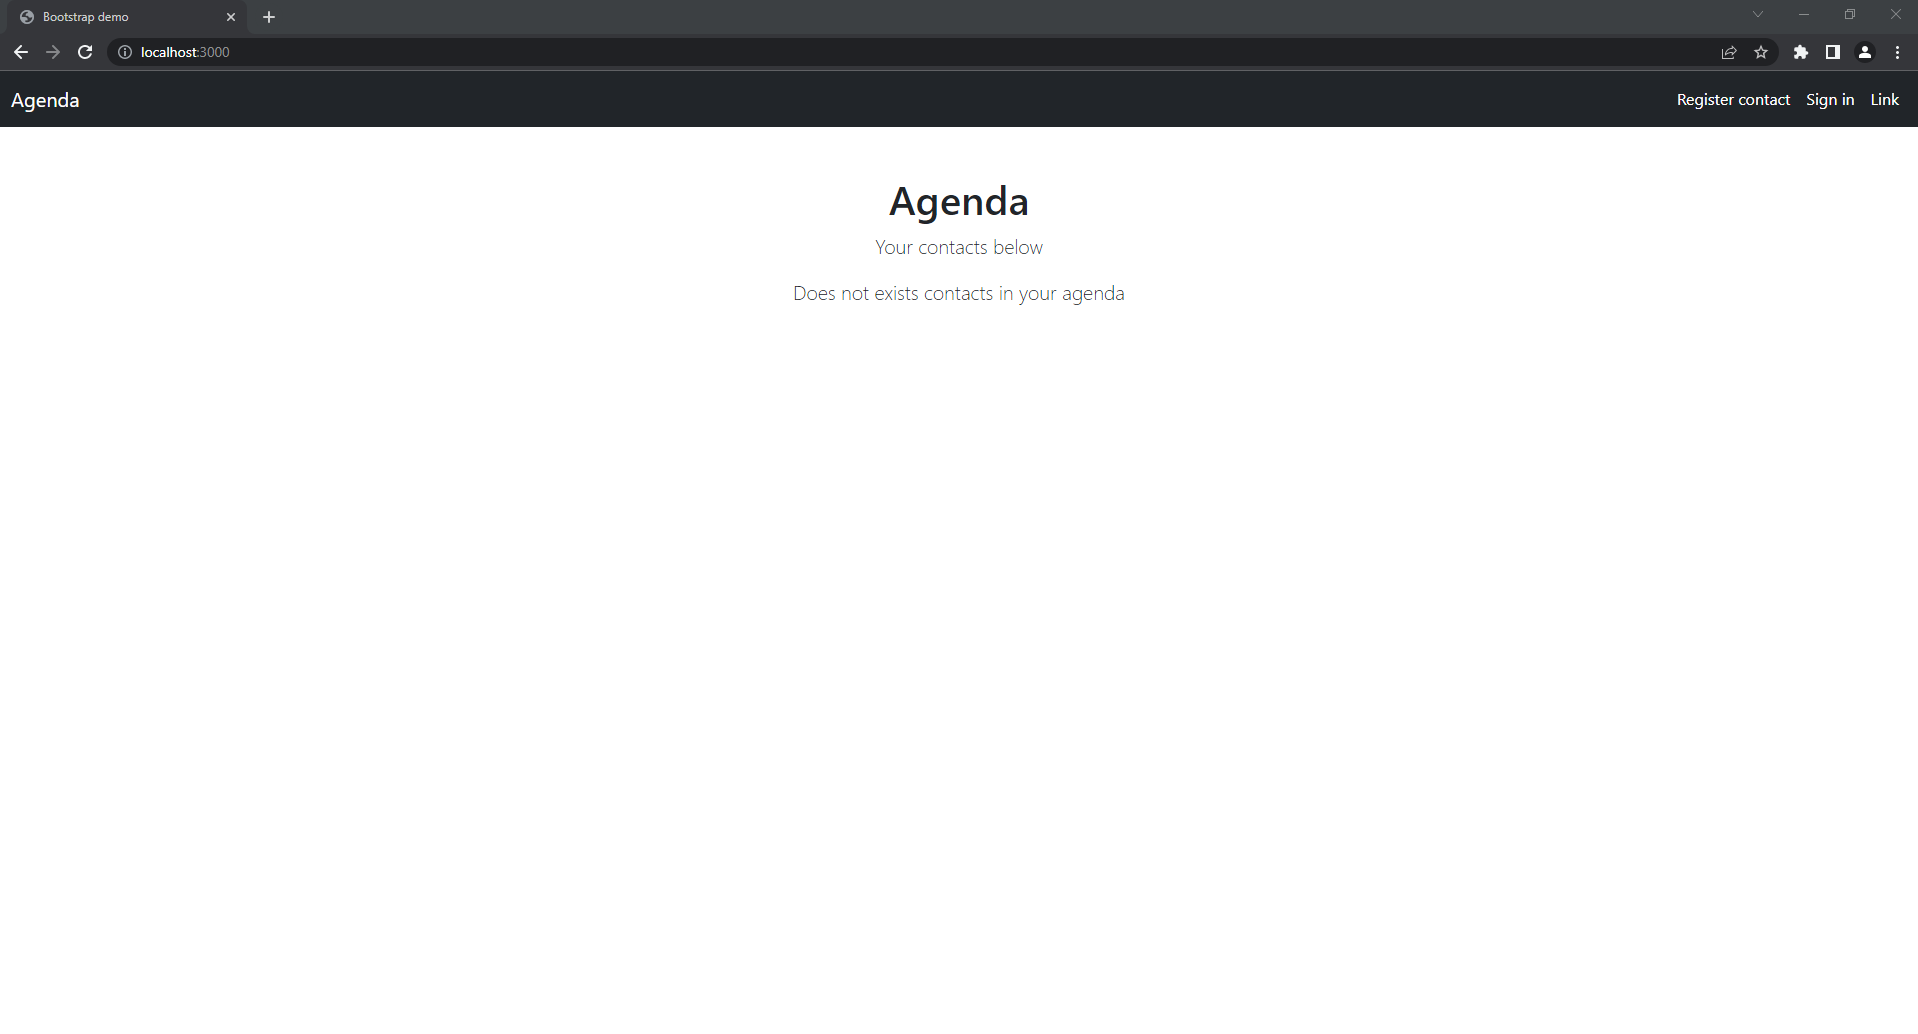 Bootstrap demo
localhost:3000
Agenda
Register contact Sign in Link
Agenda
Your contacts below
Does not exists contacts in your agenda